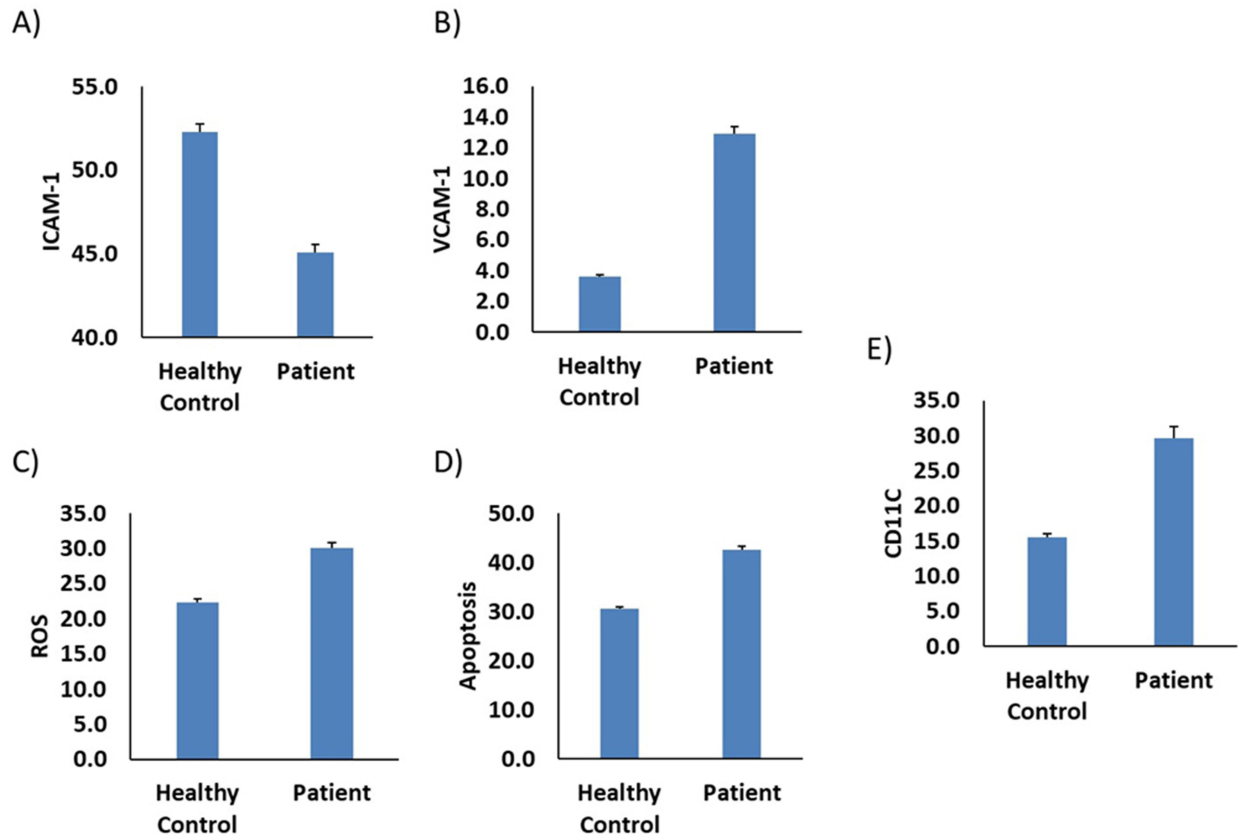 A)
55.0
50.0
45.0
40.0
ICAM-1
Healthy
Control
Patient
B)
16.0
14.0
12.0
10.0
8.0
6.0
4.0
2.0
0.0
VCAM-1
Healthy
Control
Patient
C)
35.0
30.0
25.0
20.0
15.0
10.0
5.0
0.0
ROS
Healthy
Control
Patient
D)
50.0
40.0
30.0
20.0
10.0
0.0
Apoptosis
Healthy
Control
Patient
E)
35.0
30.0
25.0
20.0
15.0
10.0
5.0
0.0
CD11C
Healthy
Control
Patient